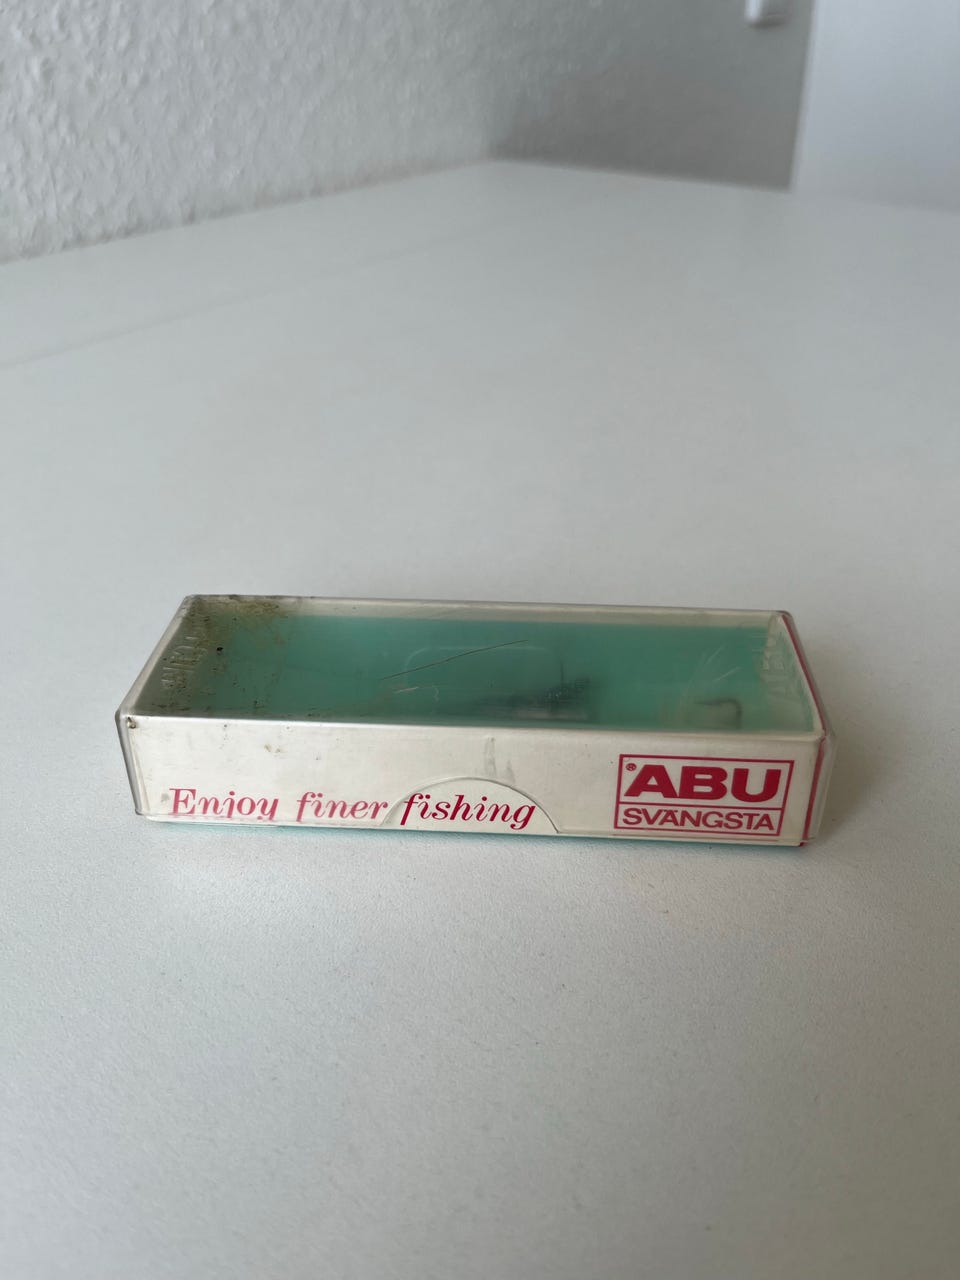 Enjoy finer fishing
®ABU
SVÄNGSTA